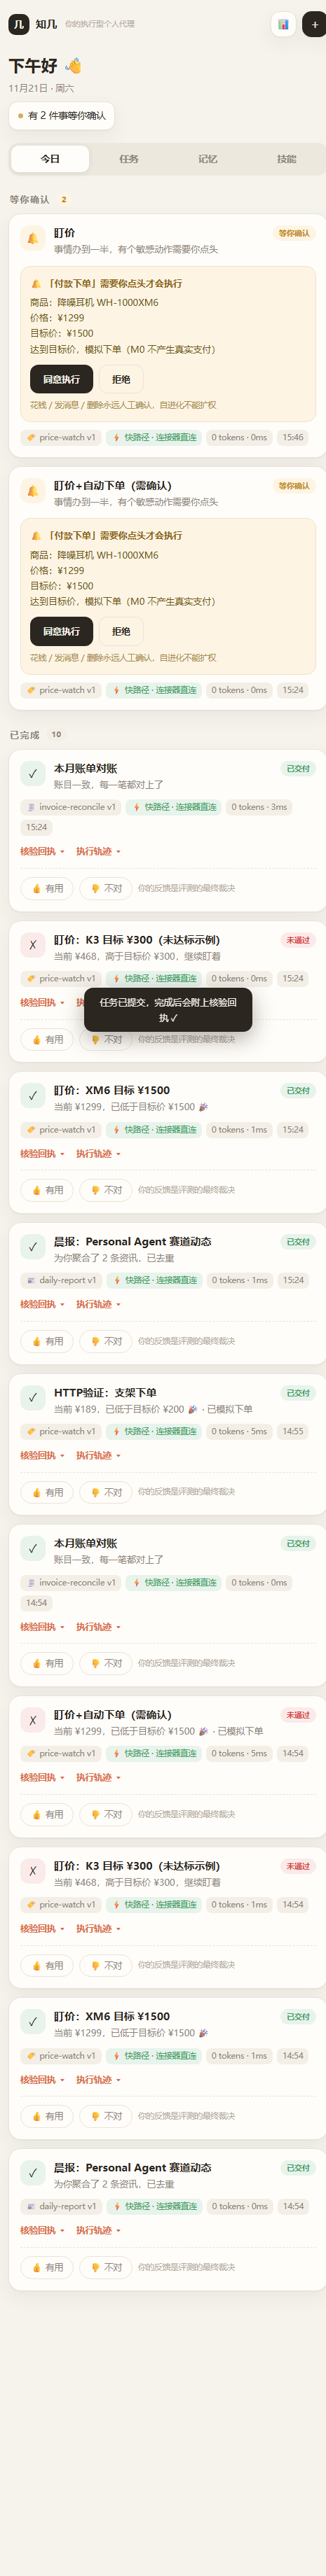 几 知几 你的执行型个人代理 +
下午好
11月21日 · 周六
有 2 件事等你确认
今日 任务 记忆 技能
等你确认 2
盯价 等你确认
事情办到一半，有个敏感动作需要你点头
「付款下单」需要你点头才会执行
商品：降噪耳机 WH-1000XM6
价格：¥1299
目标价：¥1500
达到目标价，模拟下单（M0 不产生真实支付）
同意执行 拒绝
花钱 / 发消息 / 删除永远人工确认，自进化不能扩权
price-watch v1 快路径 · 连接器直连 0 tokens · 0ms 15:46
盯价+自动下单（需确认） 等你确认
事情办到一半，有个敏感动作需要你点头
「付款下单」需要你点头才会执行
商品：降噪耳机 WH-1000XM6
价格：¥1299
目标价：¥1500
达到目标价，模拟下单（M0 不产生真实支付）
同意执行 拒绝
花钱 / 发消息 / 删除永远人工确认，自进化不能扩权
price-watch v1 快路径 · 连接器直连 0 tokens · 0ms 15:24
已完成 10
✓ 本月账单对账 已交付
账目一致，每一笔都对上了
invoice-reconcile v1 快路径 · 连接器直连 0 tokens · 3ms
15:24
核验回执 执行轨迹
有用 不对 你的反馈是评测的最终裁决
✗ 盯价：K3 目标 ¥300（未达标示例） 未通过
当前 ¥468，高于目标价 ¥300，继续盯着
price-watch v1 快路径 · 连接器直连 0 tokens · 0ms 15:24
核验回执
任务已提交，完成后会附上核验回
执 ✓
有用 不对 你的反馈是评测的最终裁决
✓ 盯价：XM6 目标 ¥1500 已交付
当前 ¥1299，已低于目标价 ¥1500
price-watch v1 快路径 · 连接器直连 0 tokens · 1ms 15:24
核验回执 执行轨迹
有用 不对 你的反馈是评测的最终裁决
✓ 晨报：Personal Agent 赛道动态 已交付
为你聚合了 2 条资讯，已去重
daily-report v1 快路径 · 连接器直连 0 tokens · 1ms 15:24
核验回执 执行轨迹
有用 不对 你的反馈是评测的最终裁决
✓ HTTP验证：支架下单 已交付
当前 ¥189，已低于目标价 ¥200 · 已模拟下单
price-watch v1 快路径 · 连接器直连 0 tokens · 5ms 14:55
核验回执 执行轨迹
有用 不对 你的反馈是评测的最终裁决
✓ 本月账单对账 已交付
账目一致，每一笔都对上了
invoice-reconcile v1 快路径 · 连接器直连 0 tokens · 0ms
14:54
核验回执 执行轨迹
有用 不对 你的反馈是评测的最终裁决
✗ 盯价+自动下单（需确认） 未通过
当前 ¥1299，已低于目标价 ¥1500 · 已模拟下单
price-watch v1 快路径 · 连接器直连 0 tokens · 5ms 14:54
核验回执 执行轨迹
有用 不对 你的反馈是评测的最终裁决
✗ 盯价：K3 目标 ¥300（未达标示例） 未通过
当前 ¥468，高于目标价 ¥300，继续盯着
price-watch v1 快路径 · 连接器直连 0 tokens · 1ms 14:54
核验回执 执行轨迹
有用 不对 你的反馈是评测的最终裁决
✓ 盯价：XM6 目标 ¥1500 已交付
当前 ¥1299，已低于目标价 ¥1500
price-watch v1 快路径 · 连接器直连 0 tokens · 1ms 14:54
核验回执 执行轨迹
有用 不对 你的反馈是评测的最终裁决
✓ 晨报：Personal Agent 赛道动态 已交付
为你聚合了 2 条资讯，已去重
daily-report v1 快路径 · 连接器直连 0 tokens · 0ms 14:54
核验回执 执行轨迹
有用 不对 你的反馈是评测的最终裁决